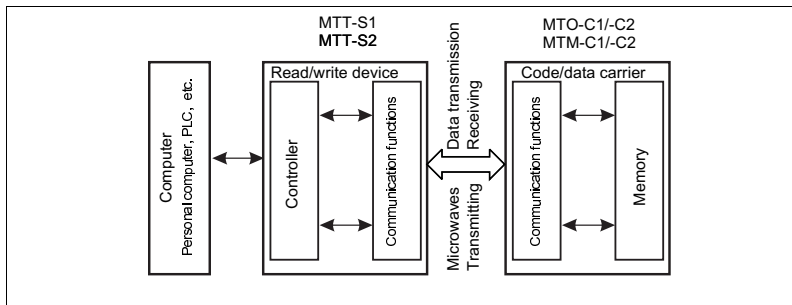 MTT-S1
MTT-S2
MTO-C1/-C2
MTM-C1/-C2
Computer
Personal computer, PLC, etc.
Read/write device
Controller
Communication functions
Data transmission
Receiving
Microwaves
Transmitting
Code/data carrier
Communication functions
Memory